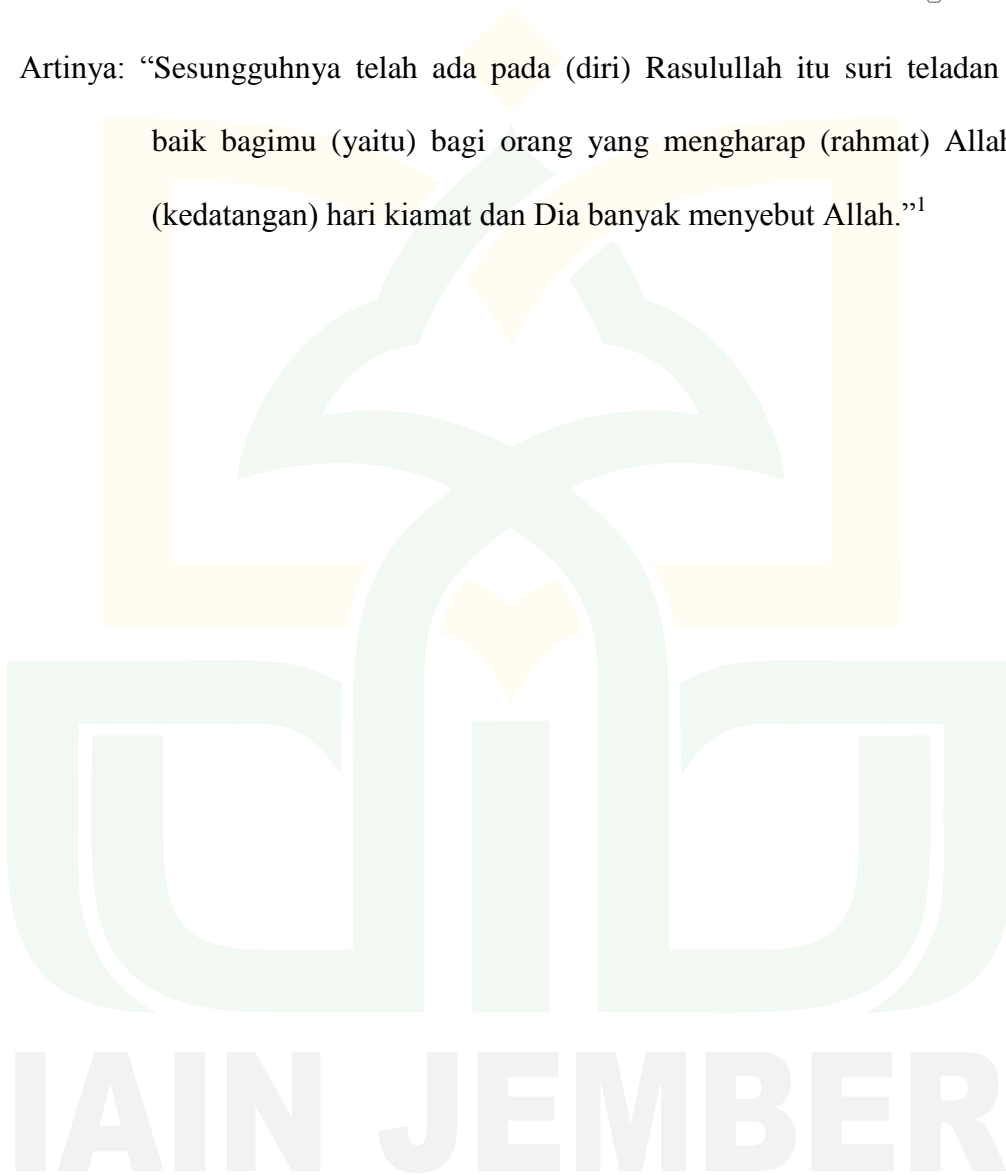 Artinya: “Sesungguhnya telah ada pada (diri) Rasulullah itu suri teladan
baik bagimu (yaitu) bagi orang yang mengharap (rahmat) Allah
(kedatangan) hari kiamat dan Dia banyak menyebut Allah.”1
IAIN JEMBER